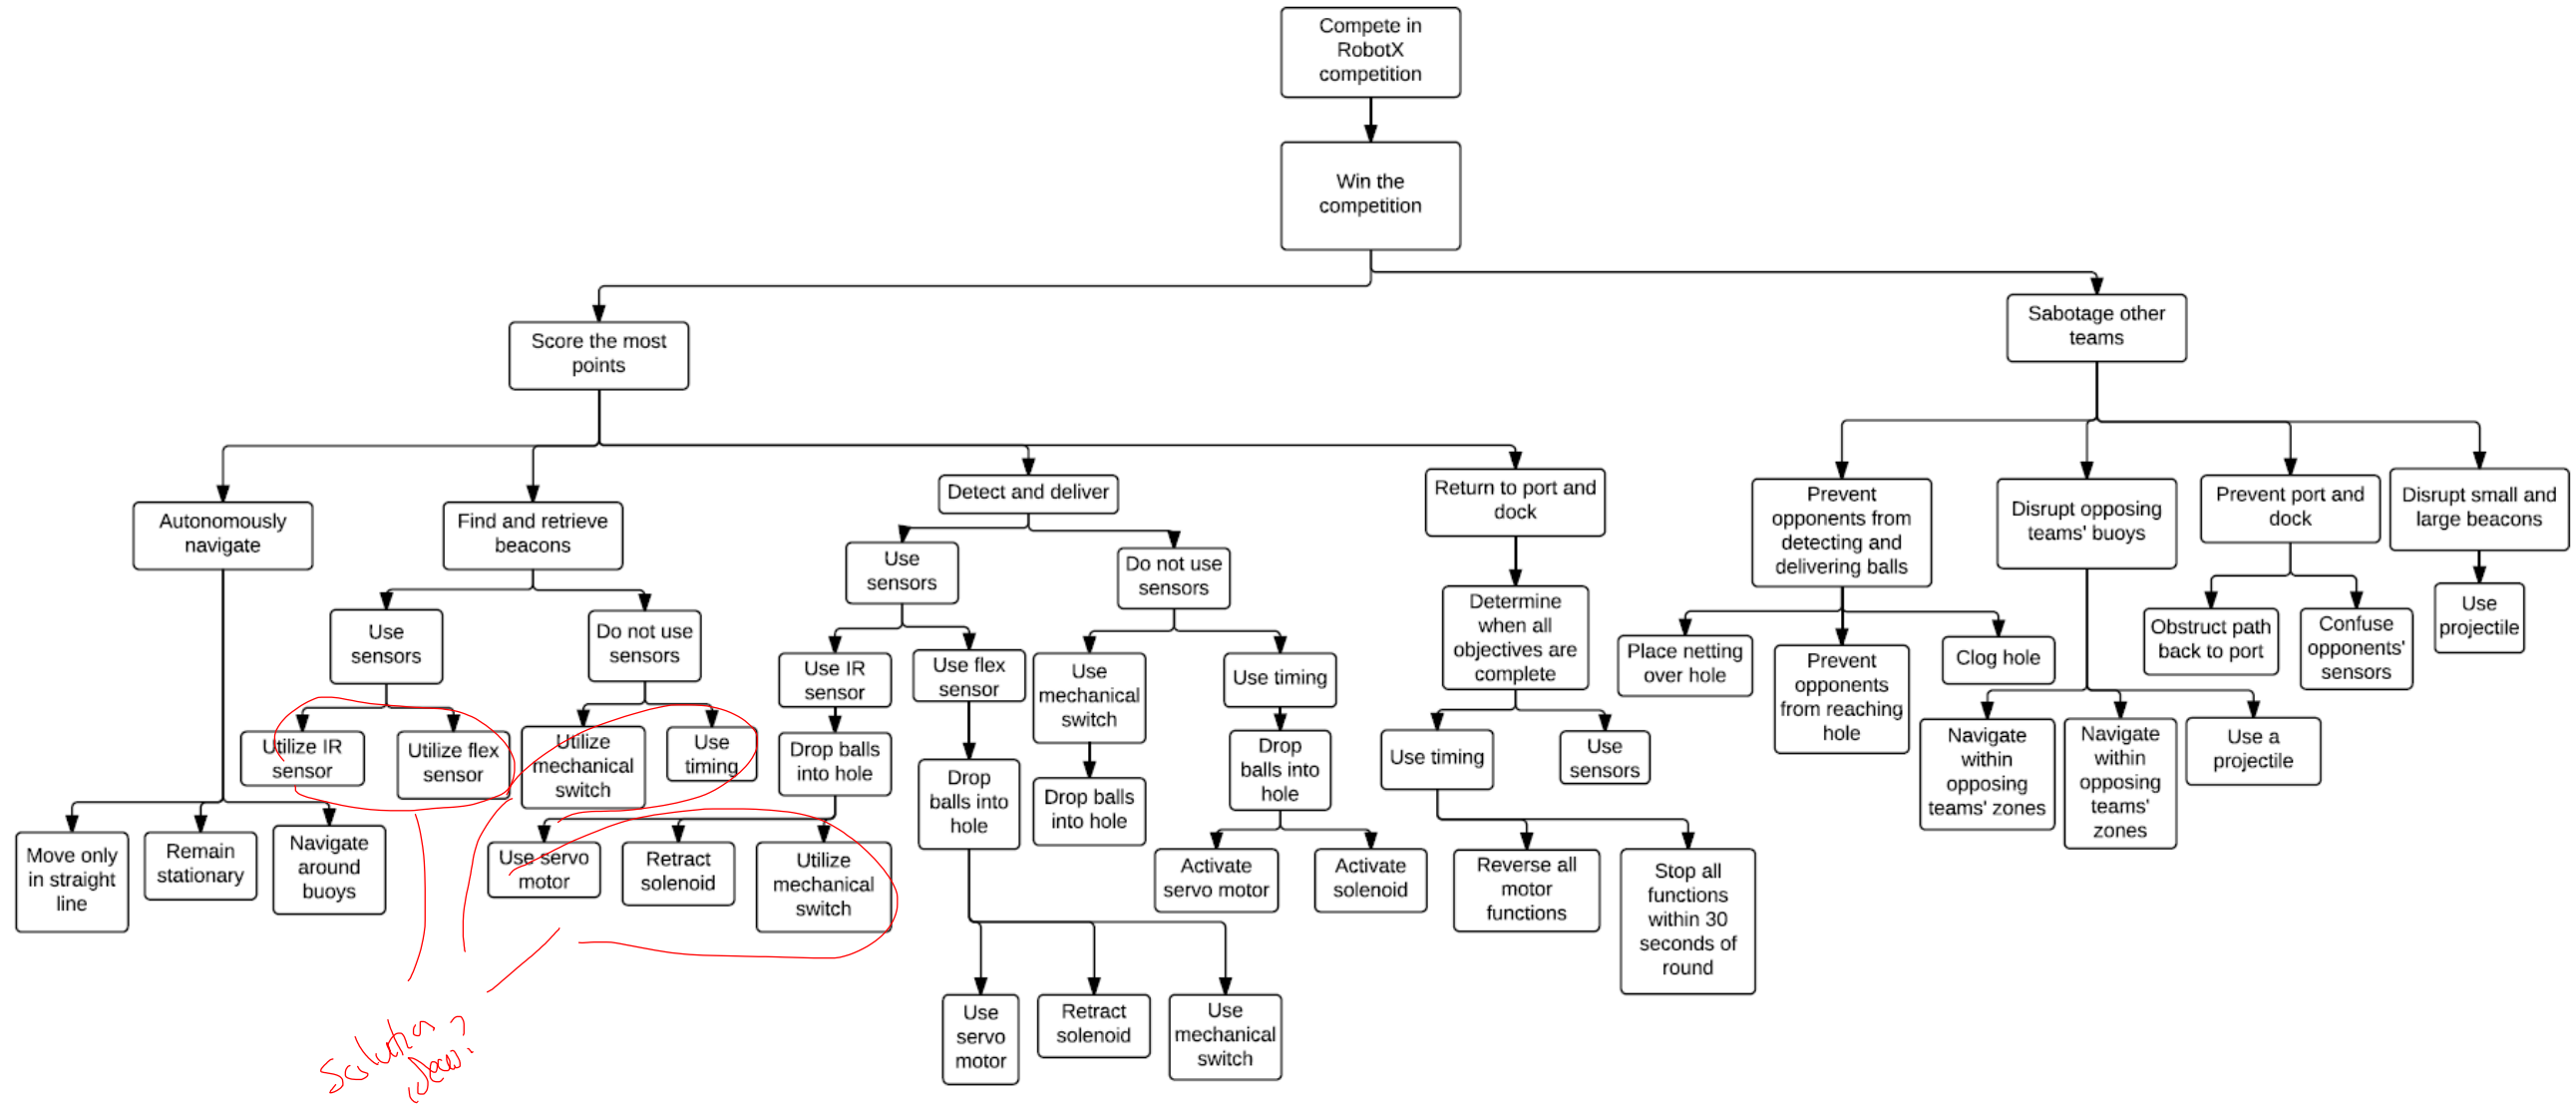 Compete in
RobotX
competition
Win the
competition
Score the most
points
Sabotage other
teams
Autonomously
navigate
Find and retrieve
beacons
Detect and deliver
Return to port and
dock
Prevent
opponents from
detecting and
delivering balls
Disrupt opposing
teams' buoys
Prevent port and
dock
Disrupt small and
large beacons
Use
sensors
Do not use
sensors
Use
sensors
Do not use
sensors
Determine
when all
objectives are
complete
Place netting
over hole
Prevent
opponents
from reaching
hole
Clog hole
Obstruct path
back to port
Confuse
opponents'
sensors
Use
projectile
Utilize IR
sensor
Utilize flex
sensor
Utilize
mechanical
switch
Use
timing
Use IR
sensor
Use flex
sensor
Use
mechanical
switch
Use timing
Use timing
Use
sensors
Navigate
within
opposing
teams' zones
Navigate
within
opposing
teams'
zones
Use a
projectile
Drop balls
into hole
Drop
balls into
hole
Drop balls
into hole
Drop
balls into
hole
Move only
in straight
line
Remain
stationary
Navigate
around
buoys
Use servo
motor
Retract
solenoid
Utilize
mechanical
switch
Activate
servo motor
Activate
solenoid
Reverse all
motor
functions
Stop all
functions
within 30
seconds of
round
Use
servo
motor
Retract
solenoid
Use
mechanical
switch
Solution
ideas?